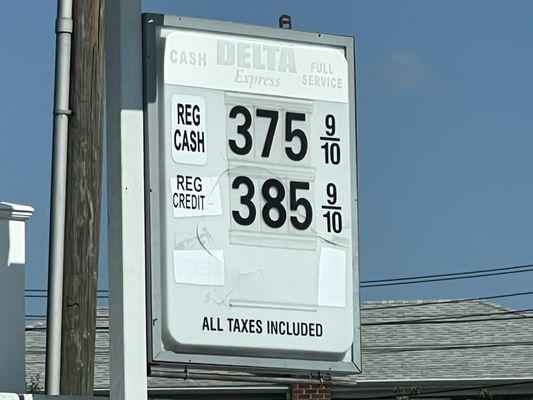 CASH DELTA FULL
Express SERVICE
REG CASH 375 9/10
REG CREDIT 385 9/10
ALL TAXES INCLUDED